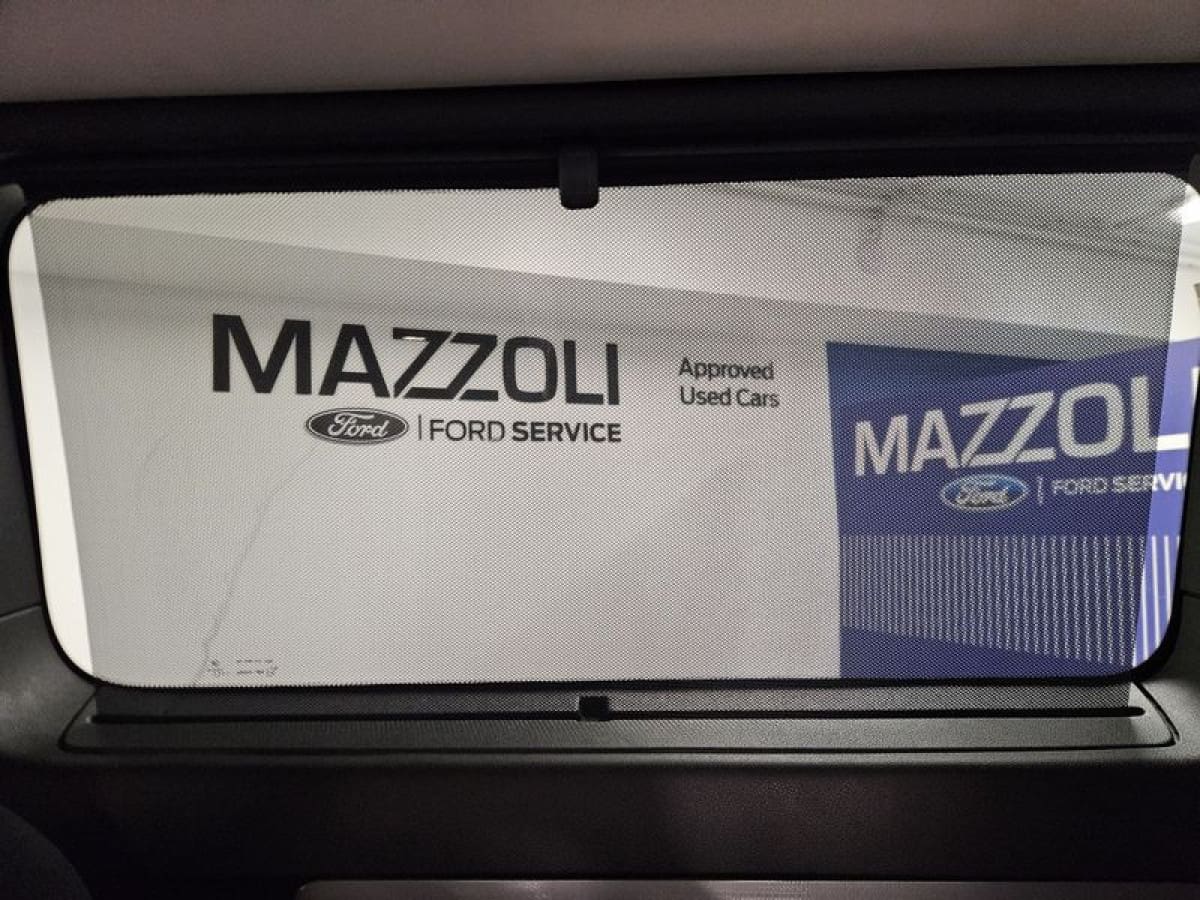 MAZZOLI
Ford | FORD SERVICE
Approved
Used Cars
MAZZOL
Ford | FORD SERVI